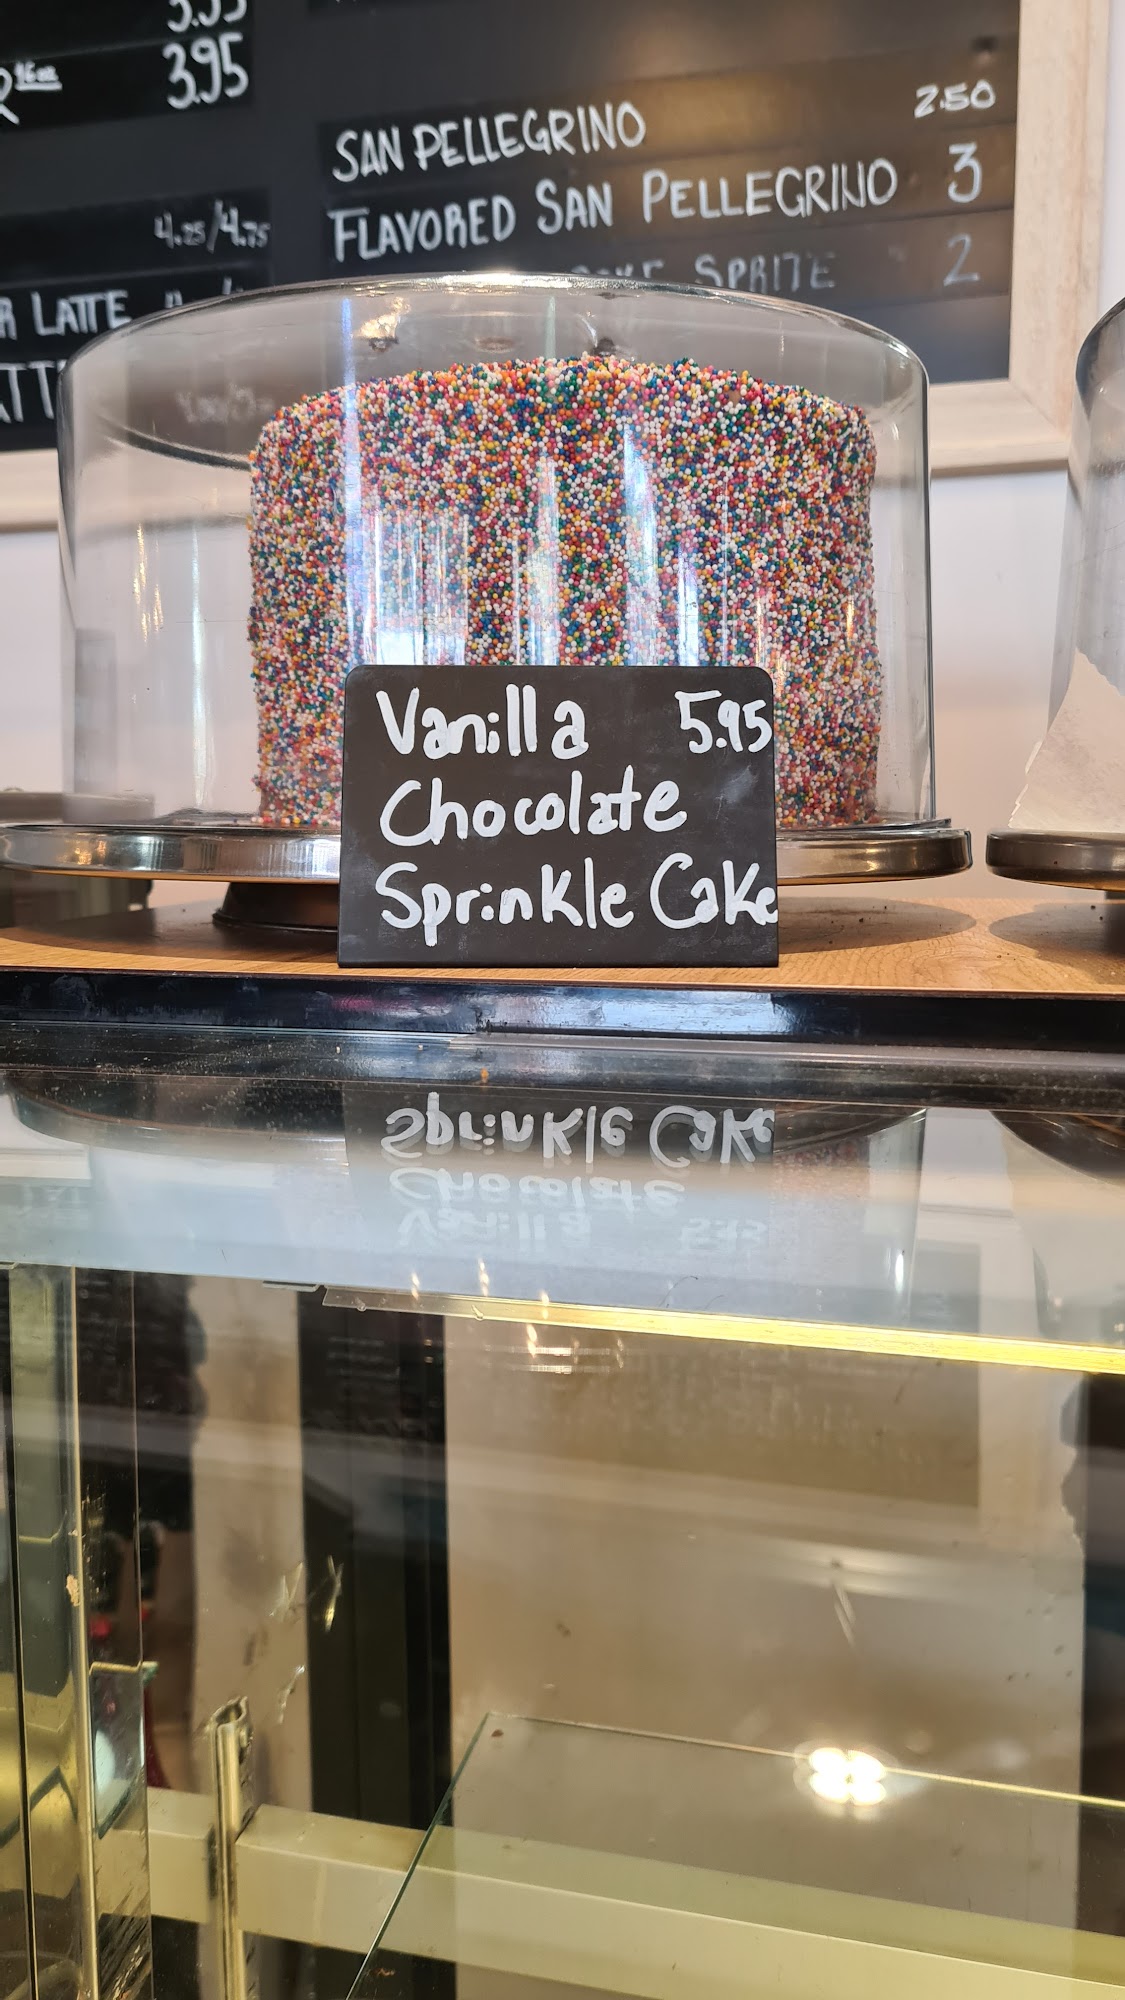 3.95
16oz
4.25/4.75
R LATTE
SAN PELLEGRINO 2.50
FLAVORED SAN PELLEGRINO 3
SPRITE 2
Vanilla 5.95
Chocolate
Sprinkle Cake